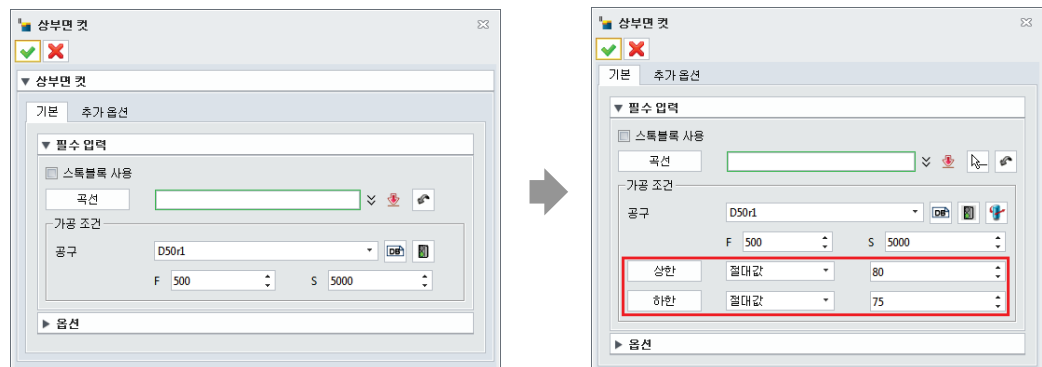 상부면 컷
▼ 상부면 컷
기본 추가 옵션
▼ 필수 입력
스톡블록 사용
곡선
가공 조건
공구 D50r1 DB
F 500 S 5000
▶ 옵션
상부면 컷
기본 추가 옵션
▼ 필수 입력
스톡블록 사용
곡선
가공 조건
공구 D50r1 DB
F 500 S 5000
상한 절대값 80
하한 절대값 75
▶ 옵션